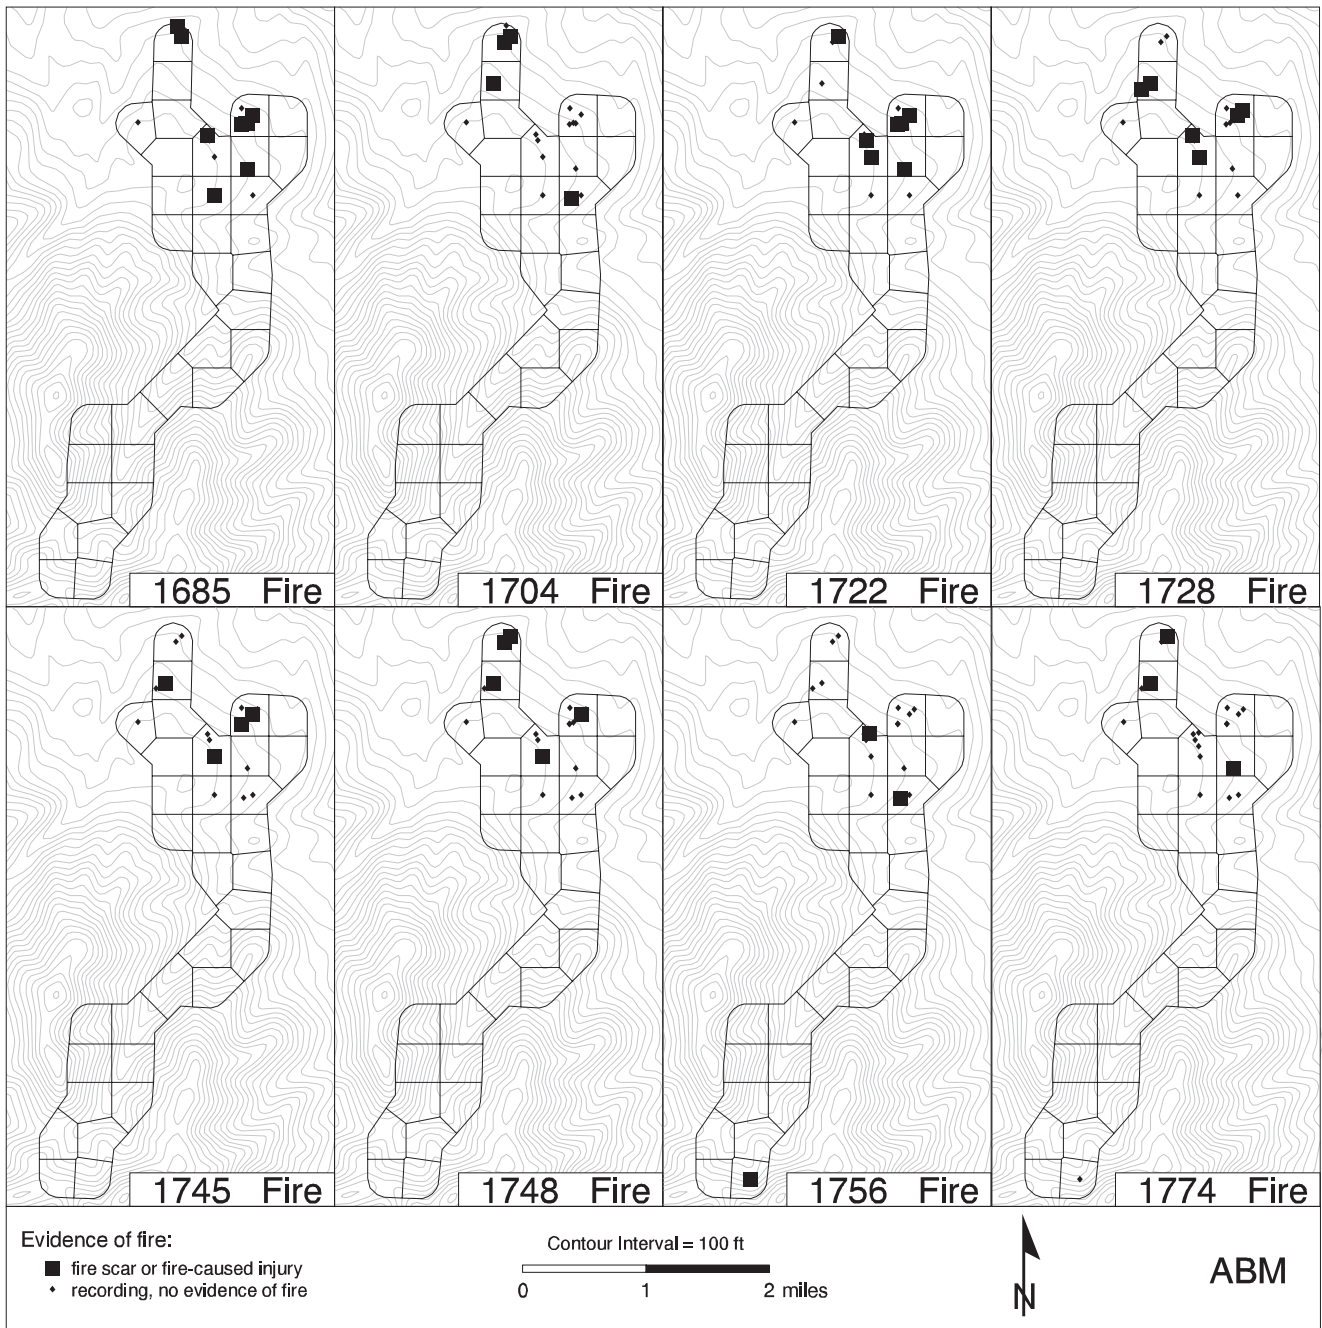 1685 Fire
1704 Fire
1722 Fire
1728 Fire
1745 Fire
1748 Fire
1756 Fire
1774 Fire
Evidence of fire:
fire scar or fire-caused injury
recording, no evidence of fire
Contour Interval = 100 ft
0 1 2 miles
N
ABM